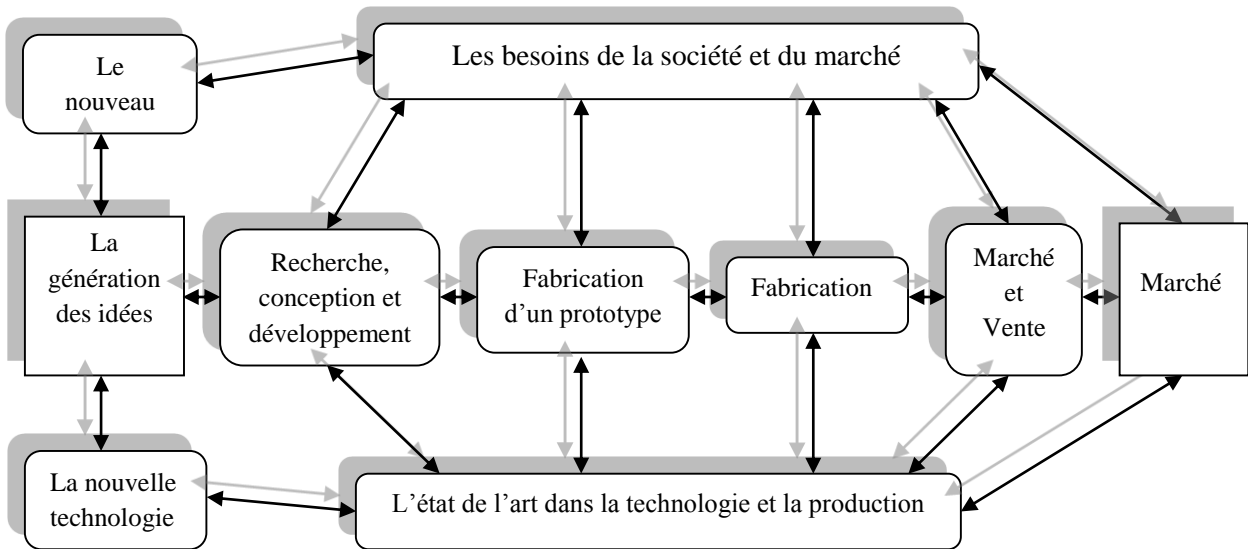 Les besoins de la société et du marché
Le
nouveau
La
génération
des idées
Recherche,
conception et
développement
Fabrication
d’un prototype
Fabrication
Marché
et
Vente
Marché
La nouvelle
technologie
L’état de l’art dans la technologie et la production